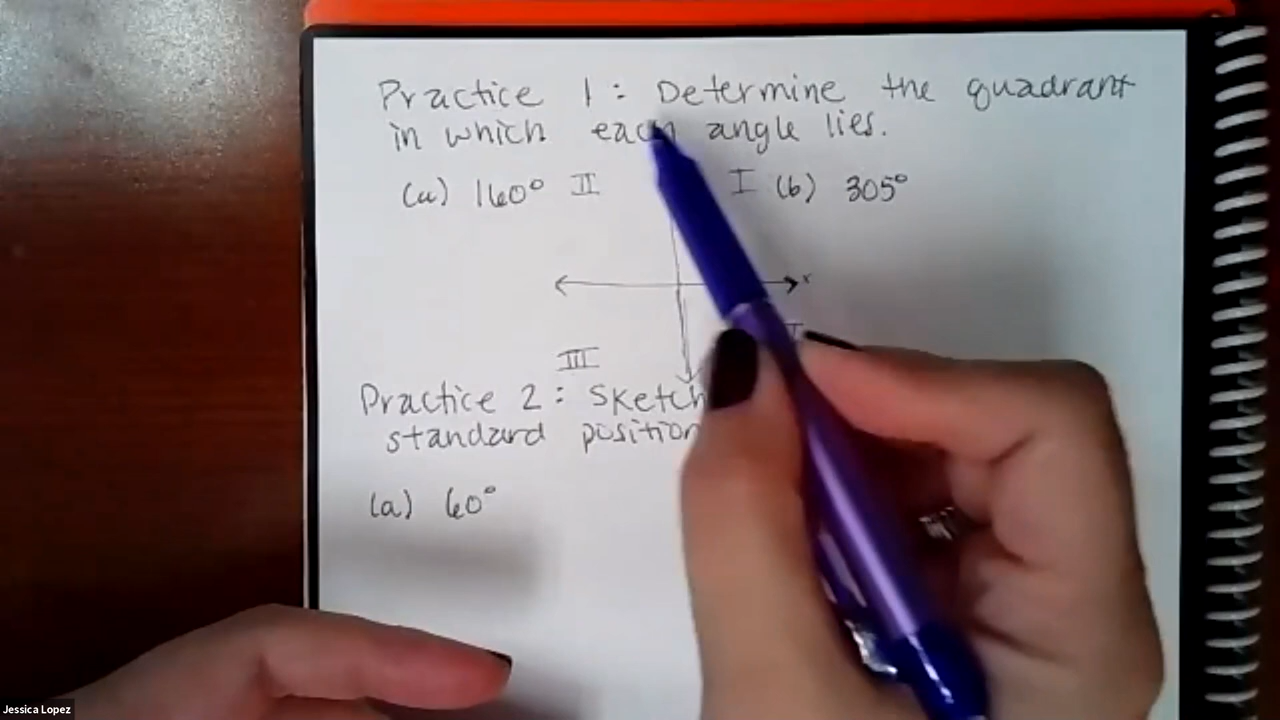 Practice 1: Determine the quadrant
in which each angle lies.
(a) 160° II I (b) 305°
x
III
Practice 2: Sketch
standard position
(a) 60°
Jessica Lopez